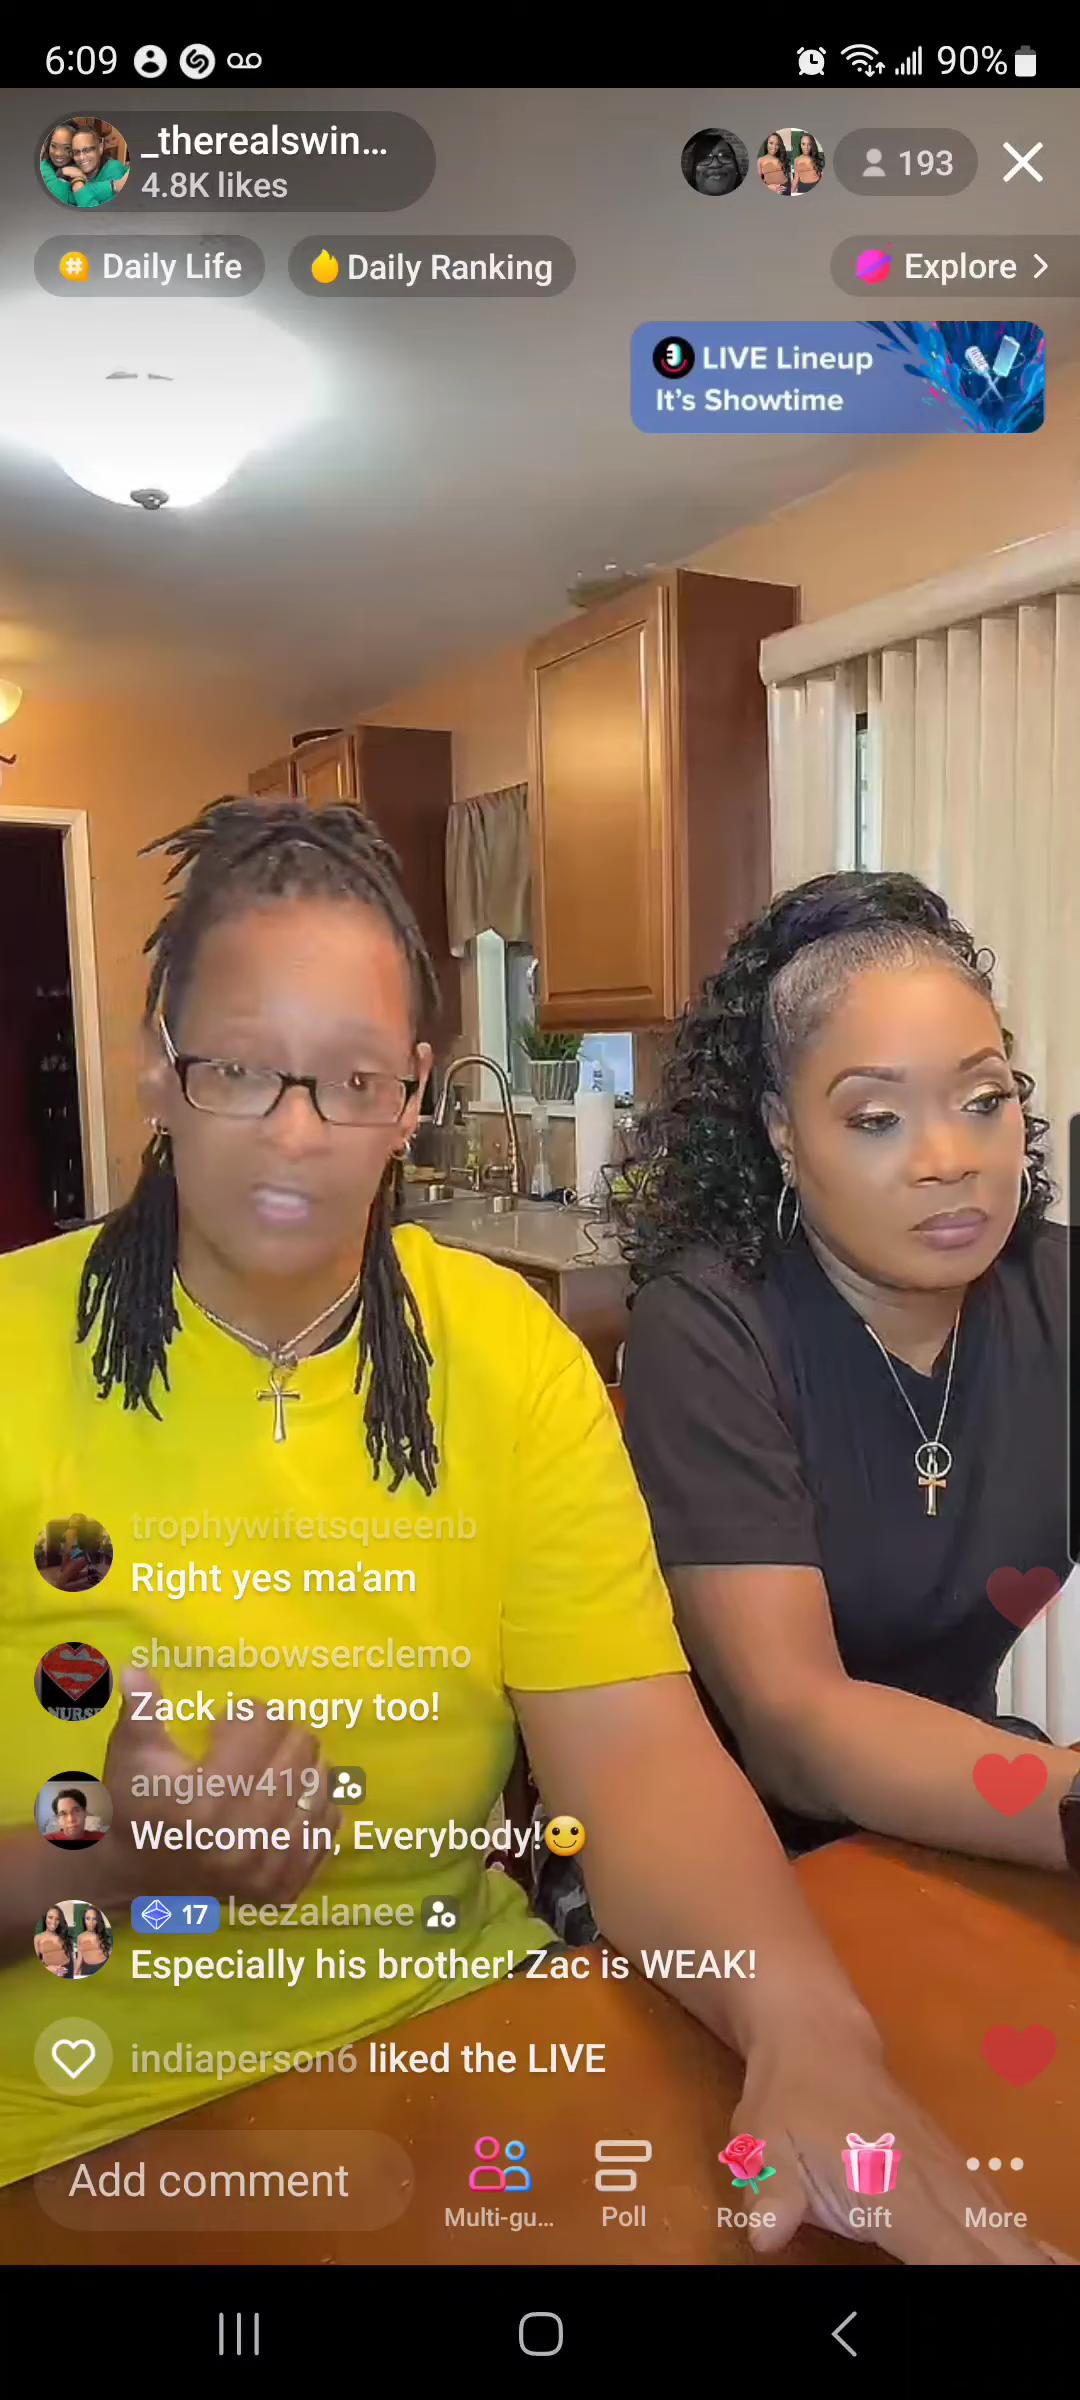 6:09
90%
_therealswin...
4.8K likes
193
Daily Life
Daily Ranking
Explore
LIVE Lineup
It's Showtime
trophywifetsqueenb
Right yes ma'am
shunabowserclemo
Zack is angry too!
NURSE
angiew419
Welcome in, Everybody!
17 leezalanee
Especially his brother! Zac is WEAK!
indiaperson6 liked the LIVE
Add comment
Multi-gu...
Poll
Rose
Gift
More